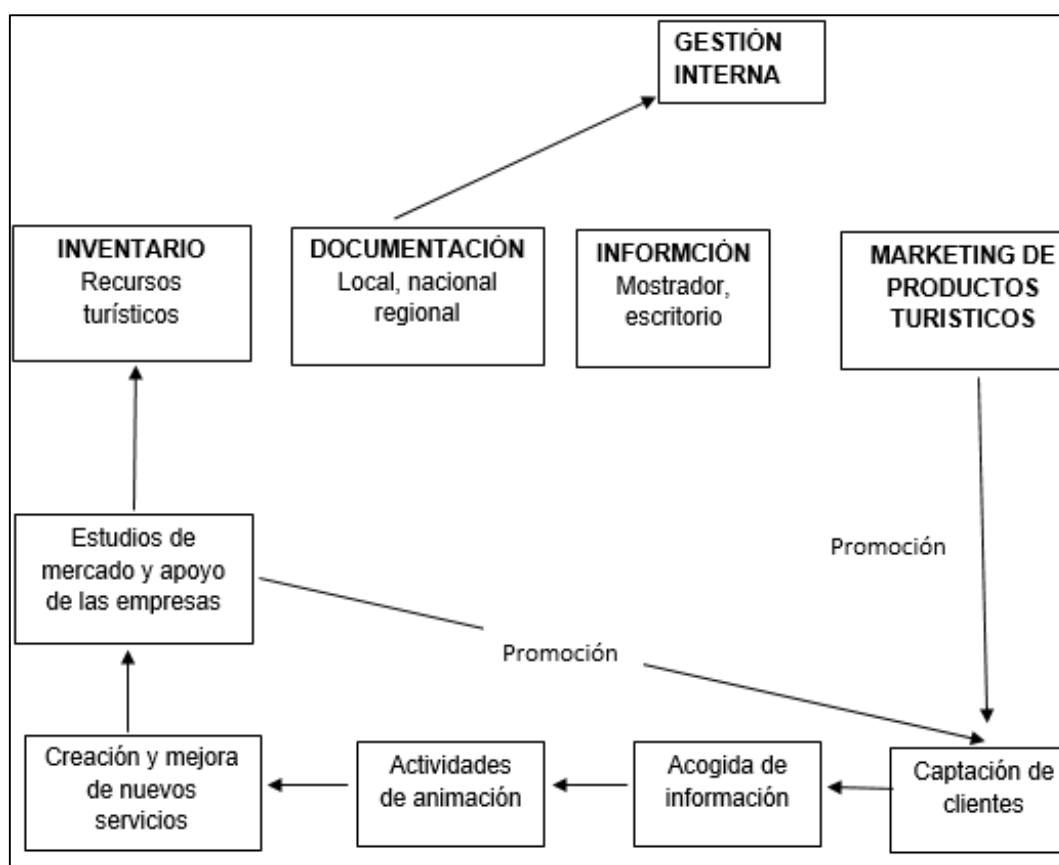 GESTIÓN
INTERNA
INVENTARIO
Recursos
turísticos
DOCUMENTACIÓN
Local, nacional
regional
INFORMCIÓN
Mostrador,
escritorio
MARKETING DE
PRODUCTOS
TURISTICOS
Estudios de
mercado y apoyo
de las empresas
Promoción
Promoción
Creación y mejora
de nuevos
servicios
Actividades
de animación
Acogida de
información
Captación de
clientes